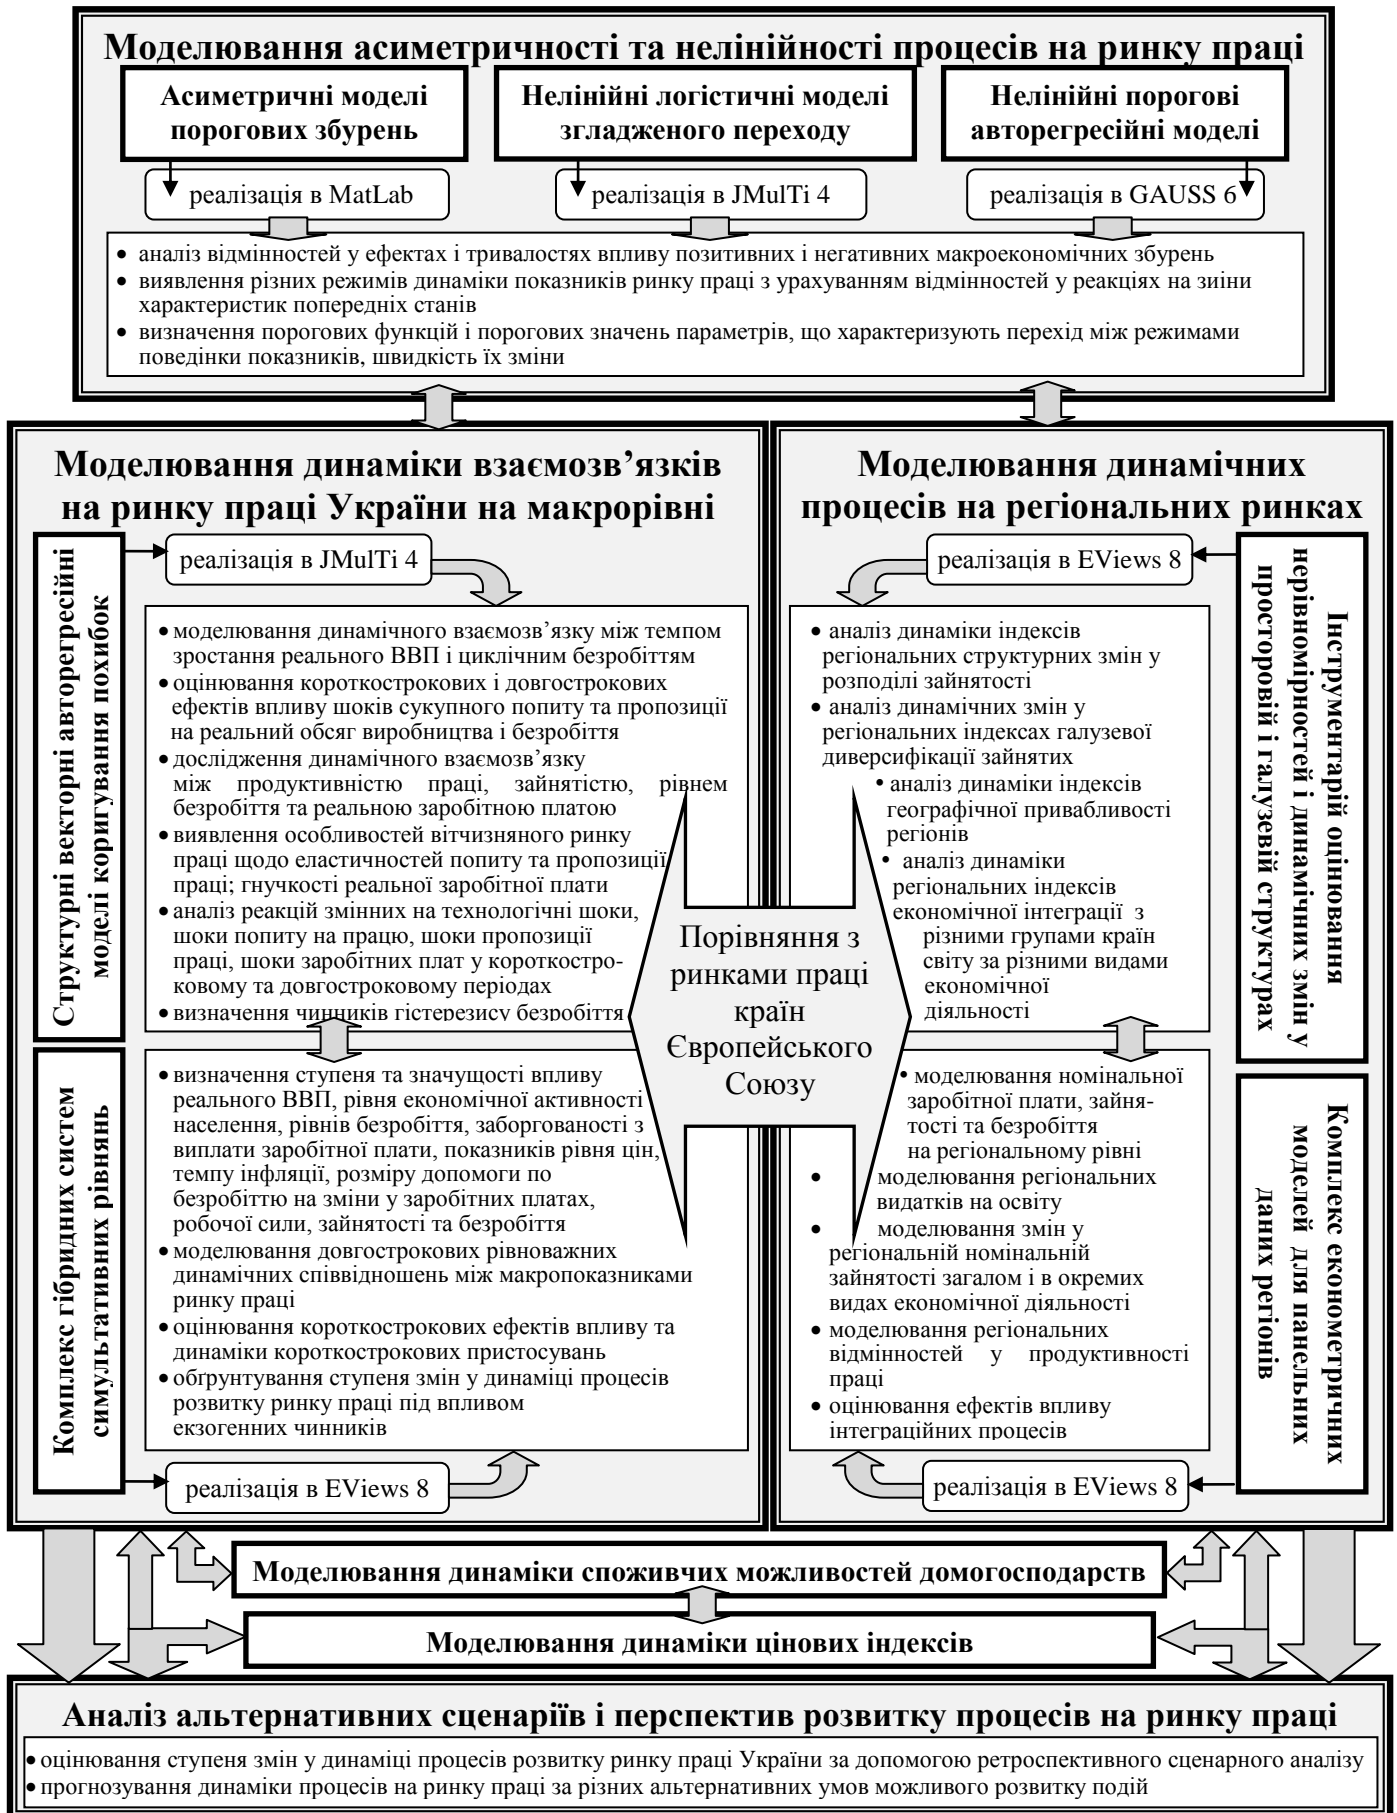 Моделювання асиметричності та нелінійності процесів на ринку праці
Асиметричні моделі
порогових збурень
Нелінійні логістичні моделі
згладженого переходу
Нелінійні порогові
авторегресійні моделі
реалізація в MatLab
реалізація в JMulTi 4
реалізація в GAUSS 6
• аналіз відмінностей у ефектах і тривалостях впливу позитивних і негативних макроекономічних збурень
• виявлення різних режимів динаміки показників ринку праці з урахуванням відмінностей у реакціях на зміни
характеристик попередніх станів
• визначення порогових функцій і порогових значень параметрів, що характеризують перехід між режимами
поведінки показників, швидкість їх зміни
Моделювання динаміки взаємозв’язків
на ринку праці України на макрорівні
Структурні векторні авторегресійні
моделі коригування похибок
реалізація в JMulTi 4
• моделювання динамічного взаємозв’язку між темпом
зростання реального ВВП і циклічним безробіттям
• оцінювання короткострокових і довгострокових
ефектів впливу шоків сукупного попиту та пропозиції
на реальний обсяг виробництва і безробіття
• дослідження динамічного взаємозв’язку
між продуктивністю праці, зайнятістю, рівнем
безробіття та реальною заробітною платою
• виявлення особливостей вітчизняного ринку
праці щодо еластичностей попиту та пропозиції
праці; гнучкості реальної заробітної плати
• аналіз реакцій змінних на технологічні шоки,
шоки попиту на працю, шоки пропозиції
праці, шоки заробітних плат у короткостро-
ковому та довгостроковому періодах
• визначення чинників гістерезису безробіття
Комплекс гібридних систем
симультативних рівнянь
• визначення ступеня та значущості впливу
реального ВВП, рівня економічної активності
населення, рівнів безробіття, заборгованості з
виплати заробітної плати, показників рівня цін,
темпу інфляції, розміру допомоги по
безробіттю на зміни у заробітних платах,
робочої сили, зайнятості та безробіття
• моделювання довгострокових рівноважних
динамічних співвідношень між макропоказниками
ринку праці
• оцінювання короткострокових ефектів впливу та
динаміки короткострокових пристосувань
• обґрунтування ступеня змін у динаміці процесів
розвитку ринку праці під впливом
екзогенних чинників
реалізація в EViews 8
Порівняння з
ринками праці
країн
Європейського
Союзу
Моделювання динамічних
процесів на регіональних ринках
реалізація в EViews 8
Інструментарій оцінювання
нерівномірностей і динамічних змін у
просторовій і галузевій структурах
• аналіз динаміки індексів
регіональних структурних змін у
розподілі зайнятості
• аналіз динамічних змін у
регіональних індексах галузевої
диверсифікації зайнятих
• аналіз динаміки індексів
географічної привабливості
регіонів
• аналіз динаміки
регіональних індексів
економічної інтеграції з
різними групами країн
світу за різними видами
економічної
діяльності
Комплекс економетричних
моделей для панельних
даних регіонів
• моделювання номінальної
заробітної плати, зайня-
тості та безробіття
на регіональному рівні
• моделювання регіональних
видатків на освіту
• моделювання змін у
регіональній номінальній
зайнятості загалом і в окремих
видах економічної діяльності
• моделювання регіональних
відмінностей у продуктивності
праці
• оцінювання ефектів впливу
інтеграційних процесів
реалізація в EViews 8
Моделювання динаміки споживчих можливостей домогосподарств
Моделювання динаміки цінових індексів
Аналіз альтернативних сценаріїв і перспектив розвитку процесів на ринку праці
• оцінювання ступеня змін у динаміці процесів розвитку ринку праці України за допомогою ретроспективного сценарного аналізу
• прогнозування динаміки процесів на ринку праці за різних альтернативних умов можливого розвитку подій